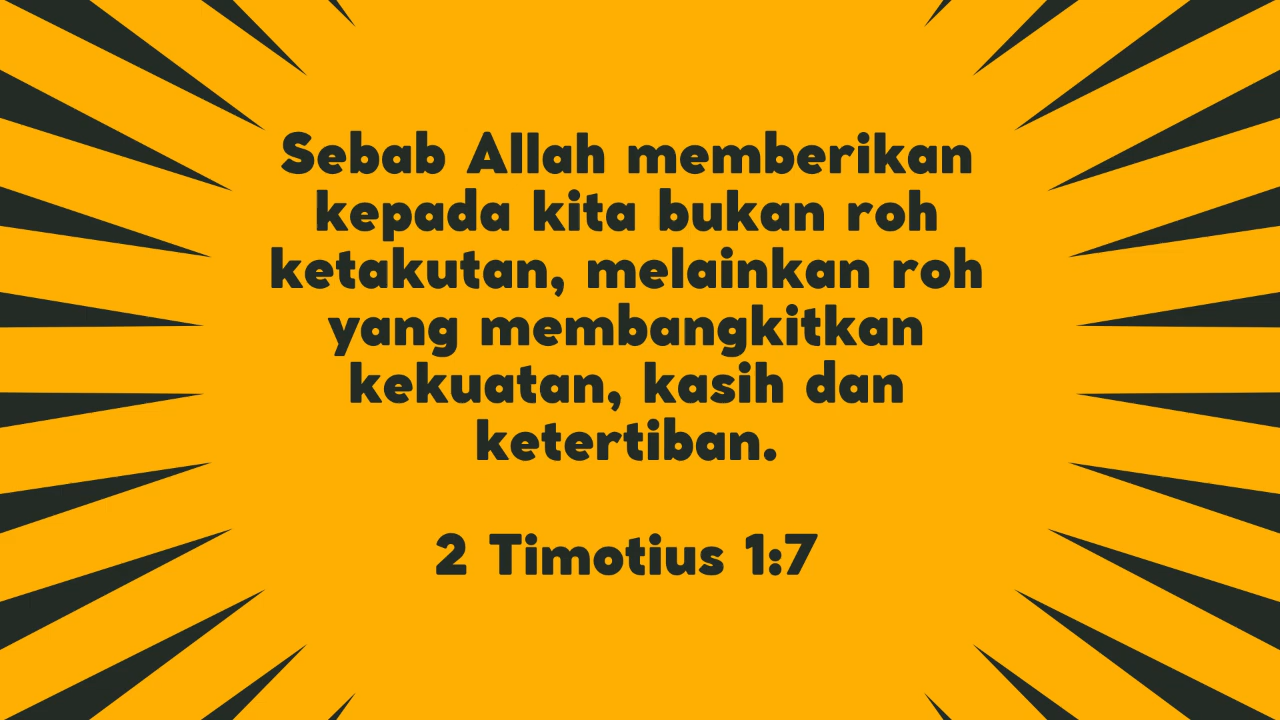 Sebab Allah memberikan
kepada kita bukan roh
ketakutan, melainkan roh
yang membangkitkan
kekuatan, kasih dan
ketertiban.
2 Timotius 1:7